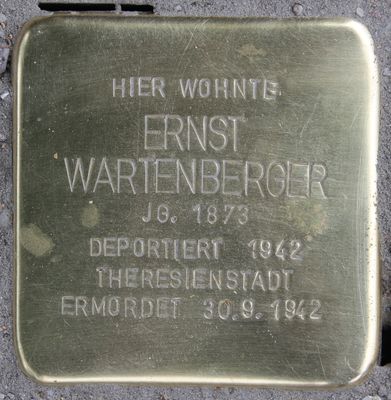 HIER WOHNTE
ERNST
WARTENBERGER
JG. 1873
DEPORTIERT 1942
THERESIENSTADT
ERMORDET 30.9.1942